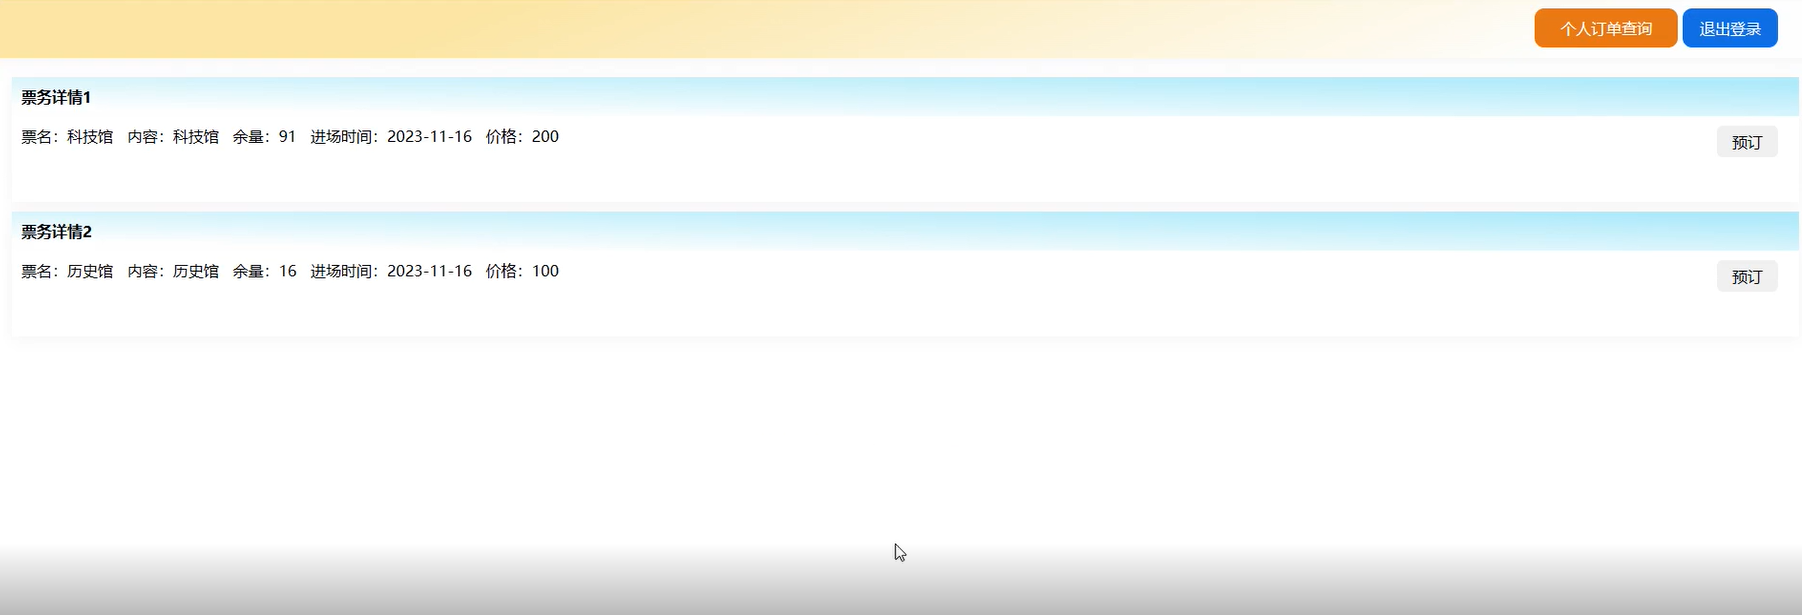 个人订单查询 退出登录
票务详情1
票名：科技馆 内容：科技馆 余量：91 进场时间：2023-11-16 价格：200
预订
票务详情2
票名：历史馆 内容：历史馆 余量：16 进场时间：2023-11-16 价格：100
预订